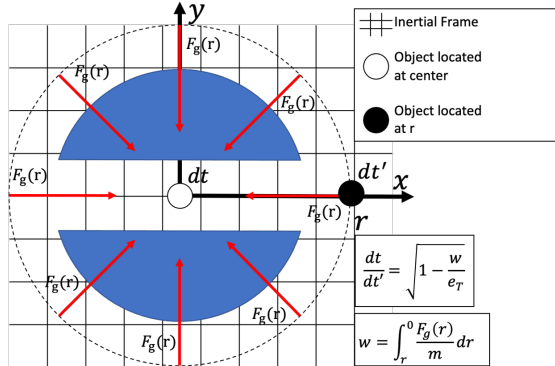 y
Inertial Frame
Object located
at center
Object located
at r
F_g(r)
F_g(r)
F_g(r)
F_g(r)
dt
dt′
x
F_g(r)
r
F_g(r)
F_g(r)
F_g(r)
dt/dt′ = √(1 − w/e_T)
w = ∫_r^0 F_g(r)/m dr